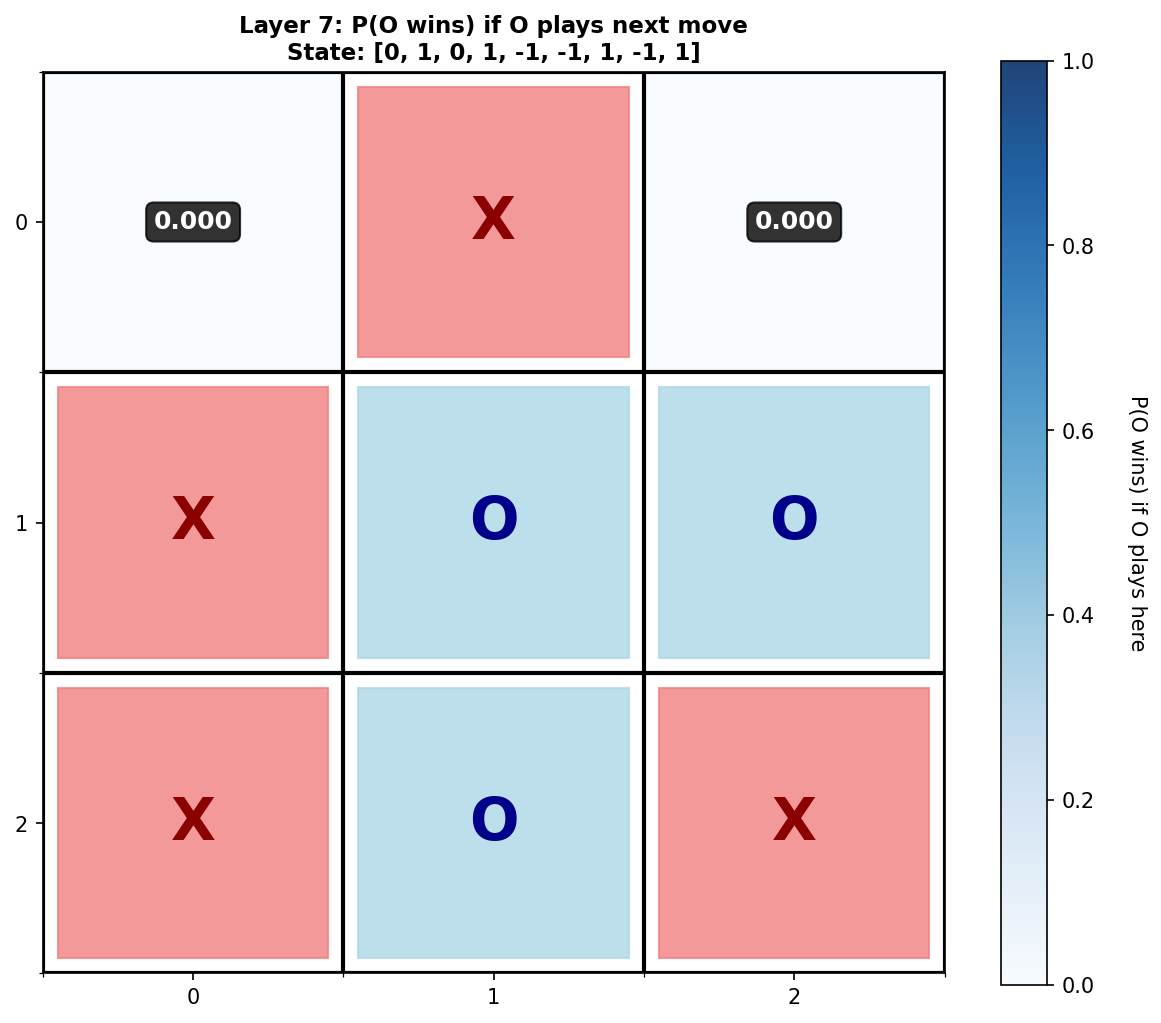 Layer 7: P(O wins) if O plays next move
State: [0, 1, 0, 1, -1, -1, 1, -1, 1]
0
0.000
X
0.000
1
X
O
O
2
X
O
X
0
1
2
1.0
0.8
0.6
0.4
0.2
0.0
P(O wins) if O plays here